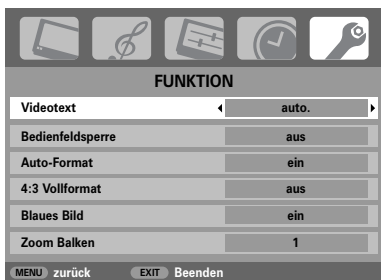 FUNKTION
Videotext auto.
Bedienfeldsperre aus
Auto-Format ein
4:3 Vollformat aus
Blaues Bild ein
Zoom Balken 1
MENU zurück EXIT Beenden